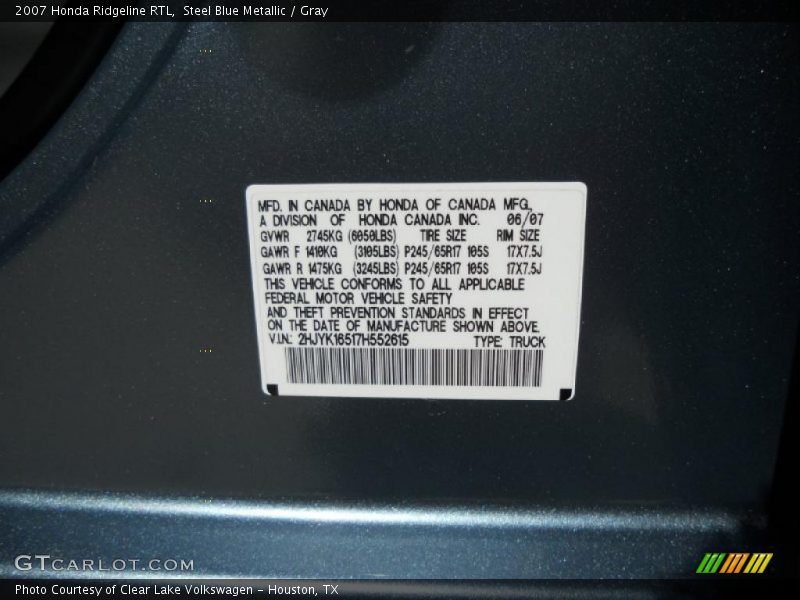 2007 Honda Ridgeline RTL, Steel Blue Metallic / Gray
MFD. IN CANADA BY HONDA OF CANADA MFG.,
A DIVISION OF HONDA CANADA INC. 06/07
GVWR 2745KG (6050LBS) TIRE SIZE RIM SIZE
GAWR F 1410KG (3105LBS) P245/65R17 105S 17X7.5J
GAWR R 1475KG (3245LBS) P245/65R17 105S 17X7.5J
THIS VEHICLE CONFORMS TO ALL APPLICABLE
FEDERAL MOTOR VEHICLE SAFETY
AND THEFT PREVENTION STANDARDS IN EFFECT
ON THE DATE OF MANUFACTURE SHOWN ABOVE.
V.I.N.: 2HJYK16517H552615 TYPE: TRUCK
GTCARLOT.COM
Photo Courtesy of Clear Lake Volkswagen - Houston, TX